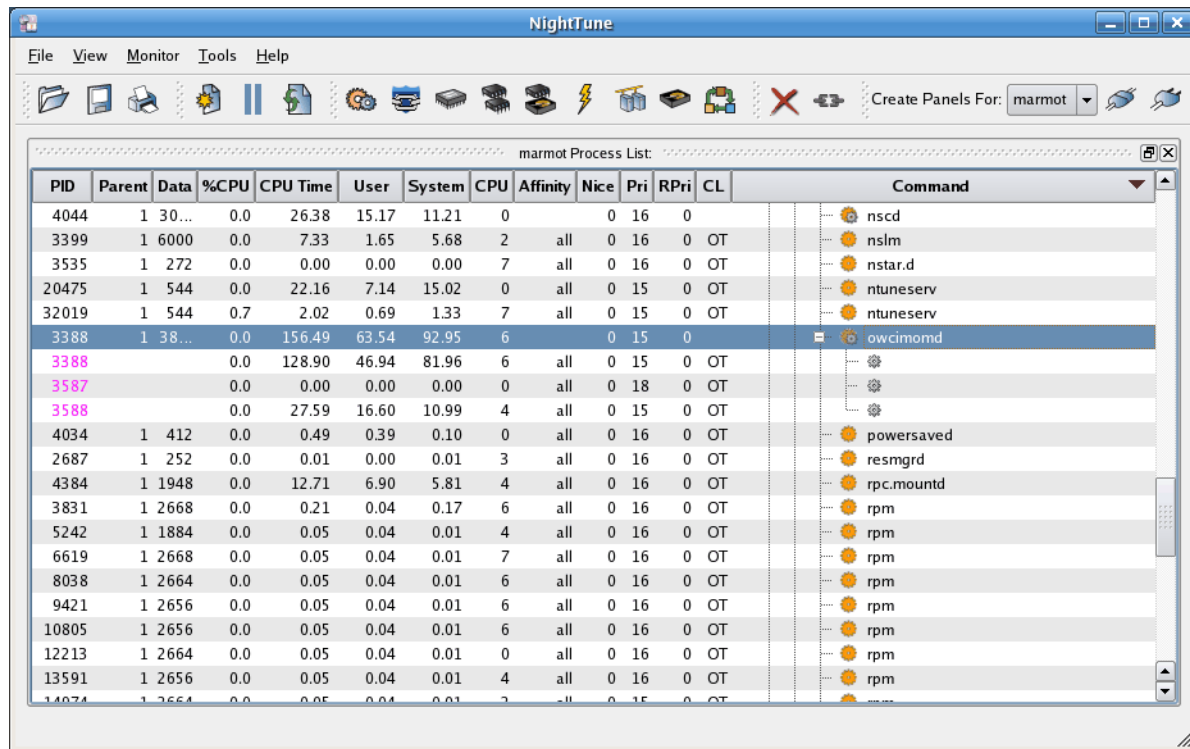 NightTune
File View Monitor Tools Help
Create Panels For: marmot
marmot Process List:
PID Parent Data %CPU CPU Time User System CPU Affinity Nice Pri RPri CL Command
4044 1 30... 0.0 26.38 15.17 11.21 0 0 16 0 nscd
3399 1 6000 0.0 7.33 1.65 5.68 2 all 0 16 0 OT nslm
3535 1 272 0.0 0.00 0.00 0.00 7 all 0 16 0 OT nstar.d
20475 1 544 0.0 22.16 7.14 15.02 0 all 0 15 0 OT ntuneserv
32019 1 544 0.7 2.02 0.69 1.33 7 all 0 15 0 OT ntuneserv
3388 1 38... 0.0 156.49 63.54 92.95 6 0 15 0 owcimomd
3388 0.0 128.90 46.94 81.96 6 all 0 15 0 OT
3587 0.0 0.00 0.00 0.00 0 all 0 18 0 OT
3588 0.0 27.59 16.60 10.99 4 all 0 15 0 OT
4034 1 412 0.0 0.49 0.39 0.10 0 all 0 16 0 OT powersaved
2687 1 252 0.0 0.01 0.00 0.01 3 all 0 16 0 OT resmgrd
4384 1 1948 0.0 12.71 6.90 5.81 4 all 0 16 0 OT rpc.mountd
3831 1 2668 0.0 0.21 0.04 0.17 6 all 0 16 0 OT rpm
5242 1 1884 0.0 0.05 0.04 0.01 4 all 0 16 0 OT rpm
6619 1 2668 0.0 0.05 0.04 0.01 7 all 0 16 0 OT rpm
8038 1 2664 0.0 0.05 0.04 0.01 6 all 0 16 0 OT rpm
9421 1 2656 0.0 0.05 0.04 0.01 6 all 0 16 0 OT rpm
10805 1 2656 0.0 0.05 0.04 0.01 6 all 0 16 0 OT rpm
12213 1 2664 0.0 0.05 0.04 0.01 0 all 0 16 0 OT rpm
13591 1 2656 0.0 0.05 0.04 0.01 4 all 0 16 0 OT rpm